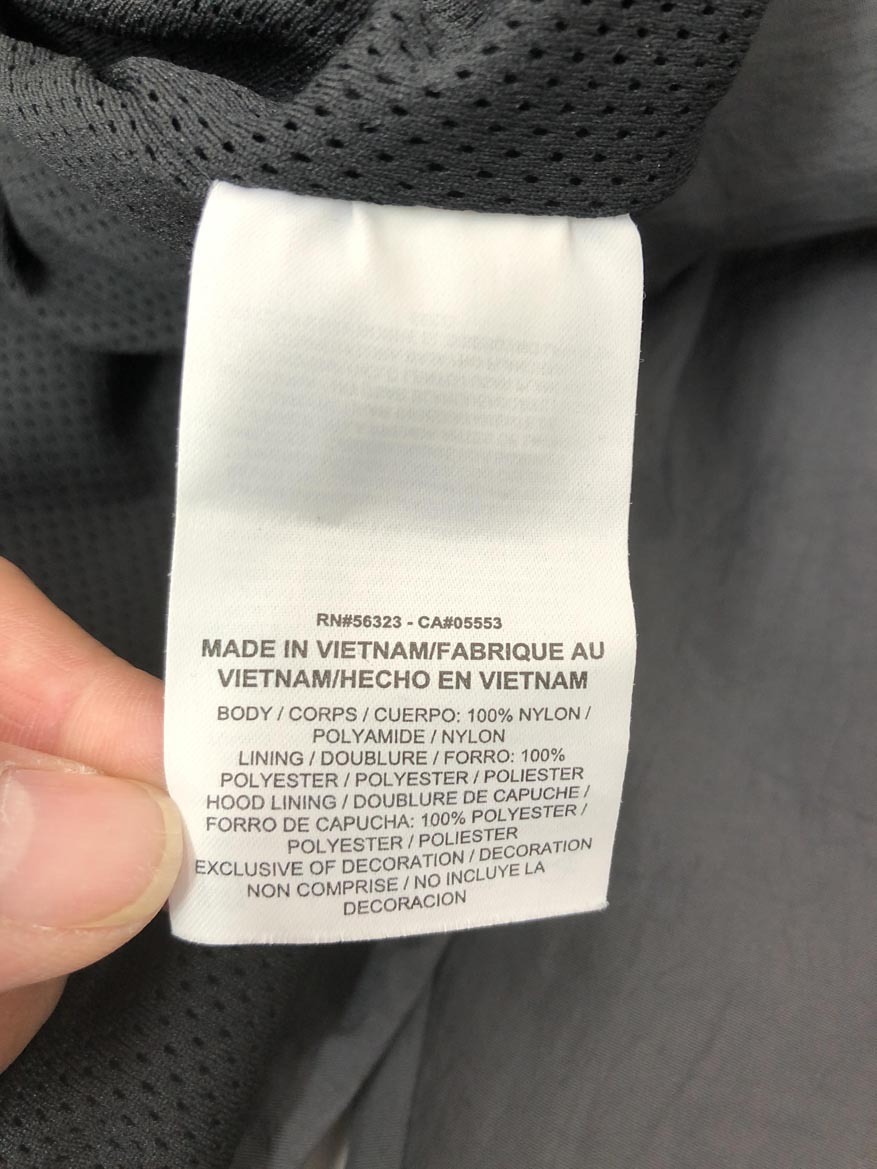 RN#56323 - CA#05553
MADE IN VIETNAM/FABRIQUE AU
VIETNAM/HECHO EN VIETNAM
BODY / CORPS / CUERPO: 100% NYLON /
POLYAMIDE / NYLON
LINING / DOUBLURE / FORRO: 100%
POLYESTER / POLYESTER / POLIESTER
HOOD LINING / DOUBLURE DE CAPUCHE /
FORRO DE CAPUCHA: 100% POLYESTER /
POLYESTER / POLIESTER
EXCLUSIVE OF DECORATION / DECORATION
NON COMPRISE / NO INCLUYE LA
DECORACION